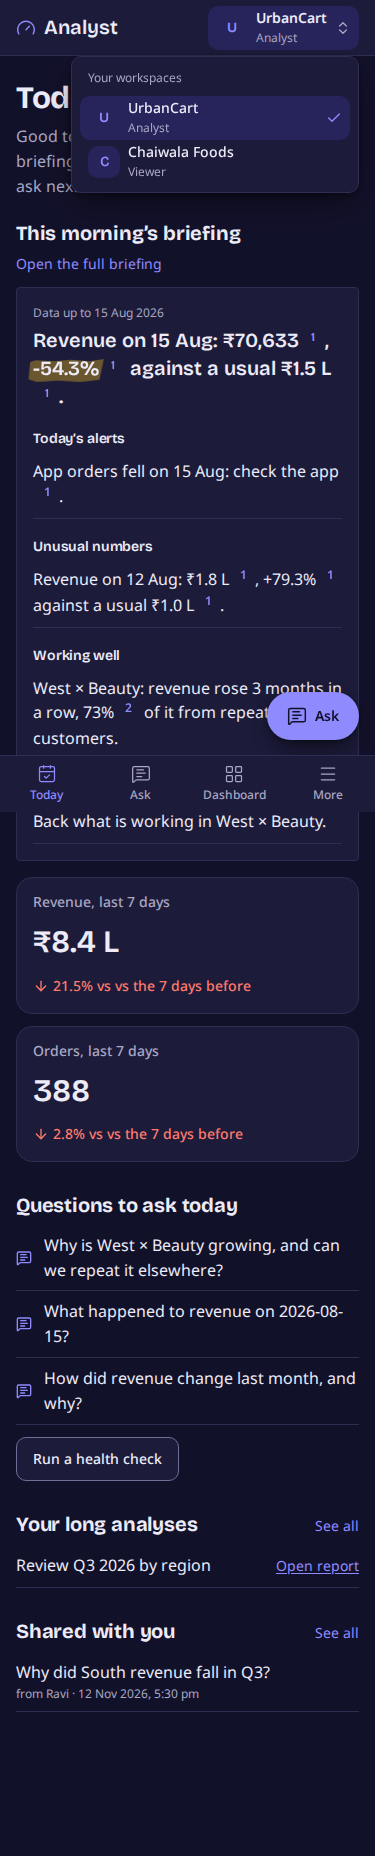 Analyst
U
UrbanCart
Analyst
Your workspaces
U
UrbanCart
Analyst
C
Chaiwala Foods
Viewer
Tod
Good to
briefing
ask nex
This morning's briefing
Open the full briefing
Data up to 15 Aug 2026
Revenue on 15 Aug: ₹70,633 1 ,
-54.3% 1 against a usual ₹1.5 L
1 .
Today's alerts
App orders fell on 15 Aug: check the app
1 .
Unusual numbers
Revenue on 12 Aug: ₹1.8 L 1 , +79.3% 1
against a usual ₹1.0 L 1 .
Working well
West × Beauty: revenue rose 3 months in
a row, 73% 2 of it from repeat
customers.
Ask
Today
Ask
Dashboard
More
Back what is working in West × Beauty.
Revenue, last 7 days
₹8.4 L
↓ 21.5% vs vs the 7 days before
Orders, last 7 days
388
↓ 2.8% vs vs the 7 days before
Questions to ask today
Why is West × Beauty growing, and can
we repeat it elsewhere?
What happened to revenue on 2026-08-
15?
How did revenue change last month, and
why?
Run a health check
Your long analyses
See all
Review Q3 2026 by region
Open report
Shared with you
See all
Why did South revenue fall in Q3?
from Ravi · 12 Nov 2026, 5:30 pm